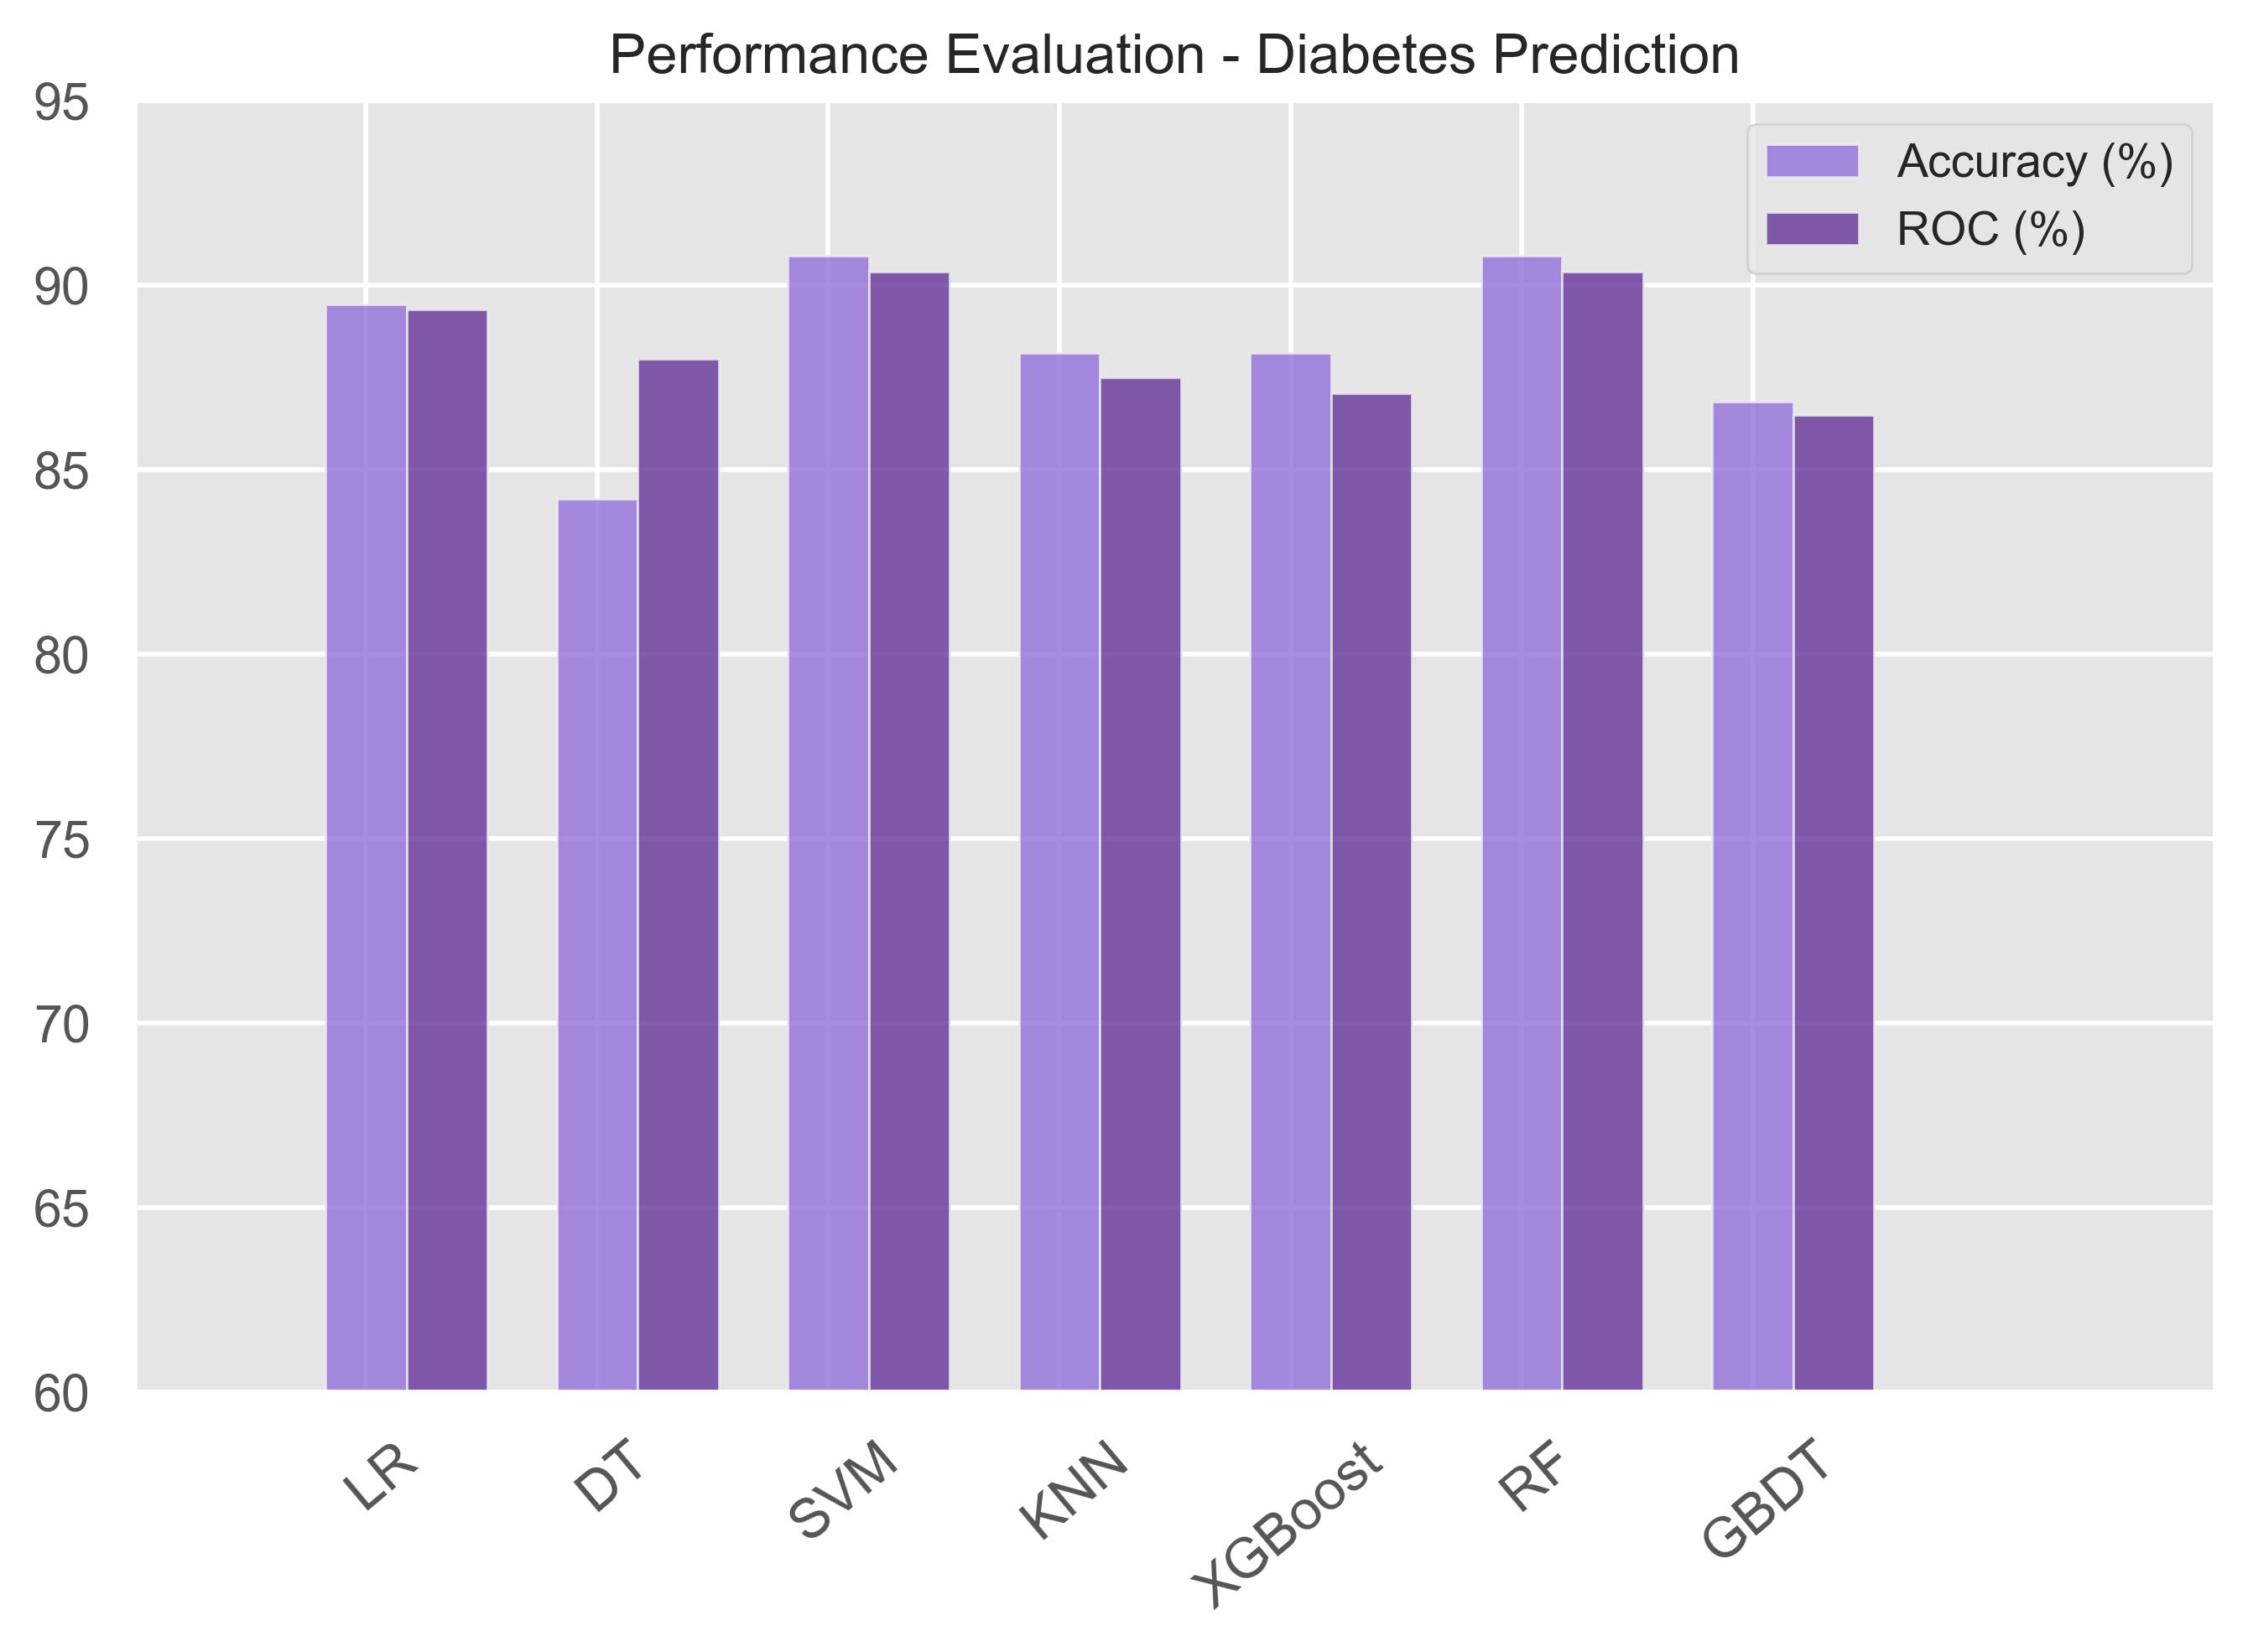 Performance Evaluation - Diabetes Prediction
Accuracy (%)
ROC (%)
95
90
85
80
75
70
65
60
LR
DT
SVM
KNN
XGBoost
RF
GBDT